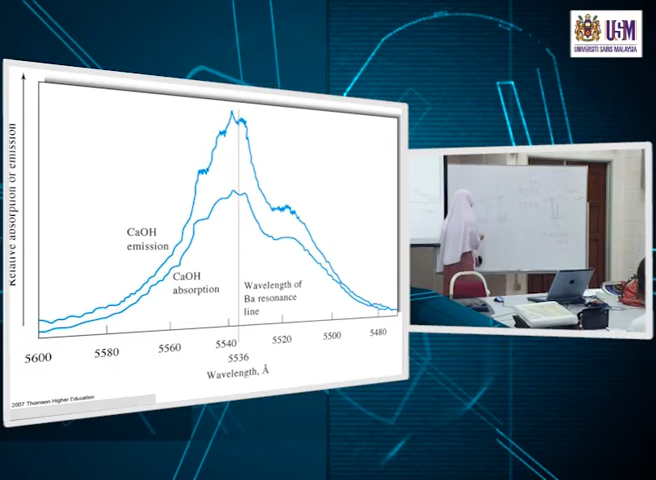 USM
UNIVERSITI SAINS MALAYSIA
Relative absorption or emission
CaOH
emission
CaOH
absorption
Wavelength of
Ba resonance
line
5600
5580
5560
5540
5536
5520
5500
5480
Wavelength, Å
2007 Thomson Higher Education